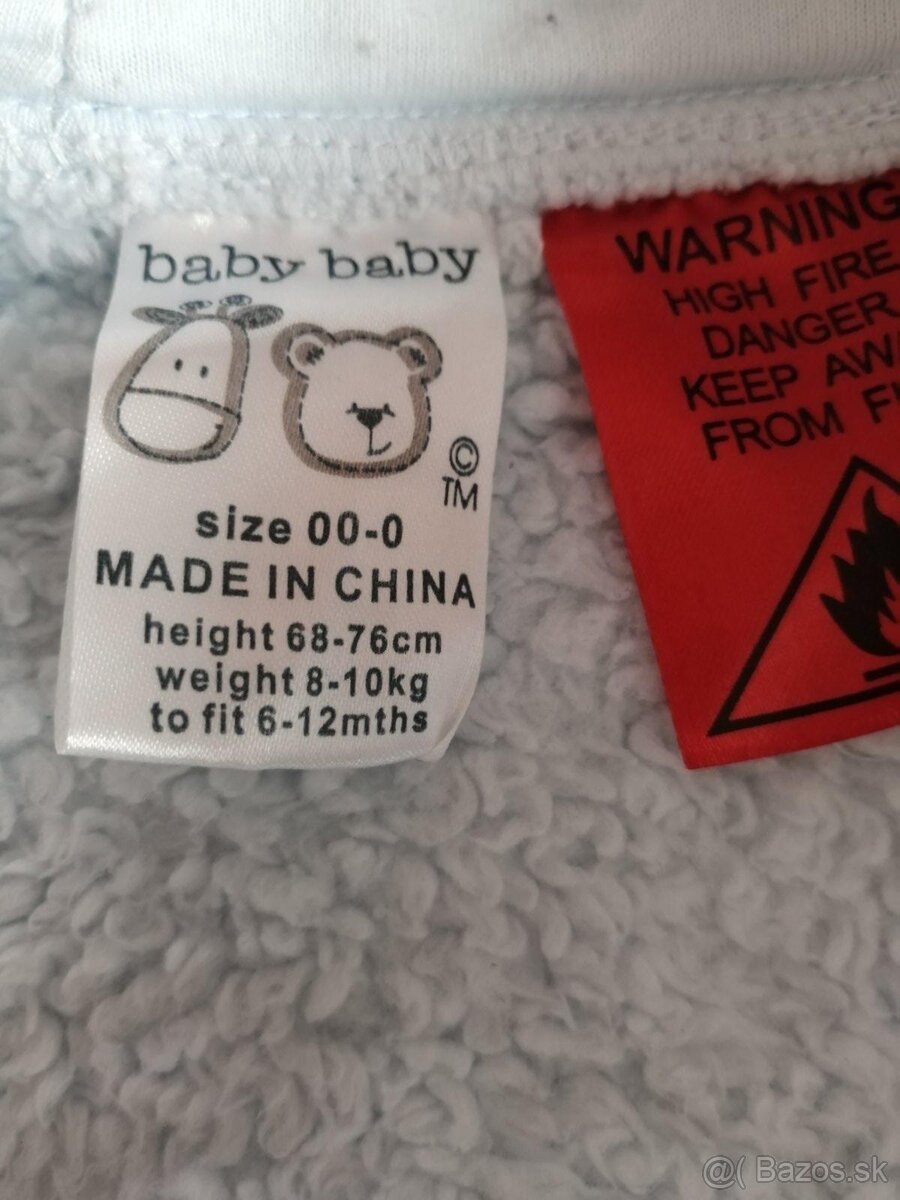 baby baby
©
TM
size 00-0
MADE IN CHINA
height 68-76cm
weight 8-10kg
to fit 6-12mths
WARNING
HIGH FIRE
DANGER
KEEP
FROM
@( Bazos.sk